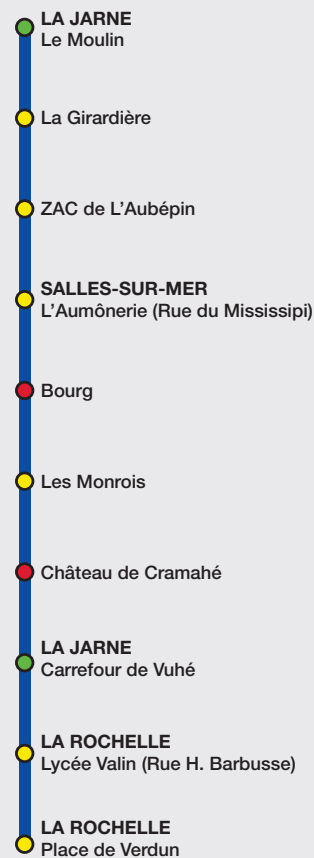 LA JARNE
Le Moulin
La Girardière
ZAC de L'Aubépin
SALLES-SUR-MER
L'Aumônerie (Rue du Mississipi)
Bourg
Les Monrois
Château de Cramahé
LA JARNE
Carrefour de Vuhé
LA ROCHELLE
Lycée Valin (Rue H. Barbusse)
LA ROCHELLE
Place de Verdun